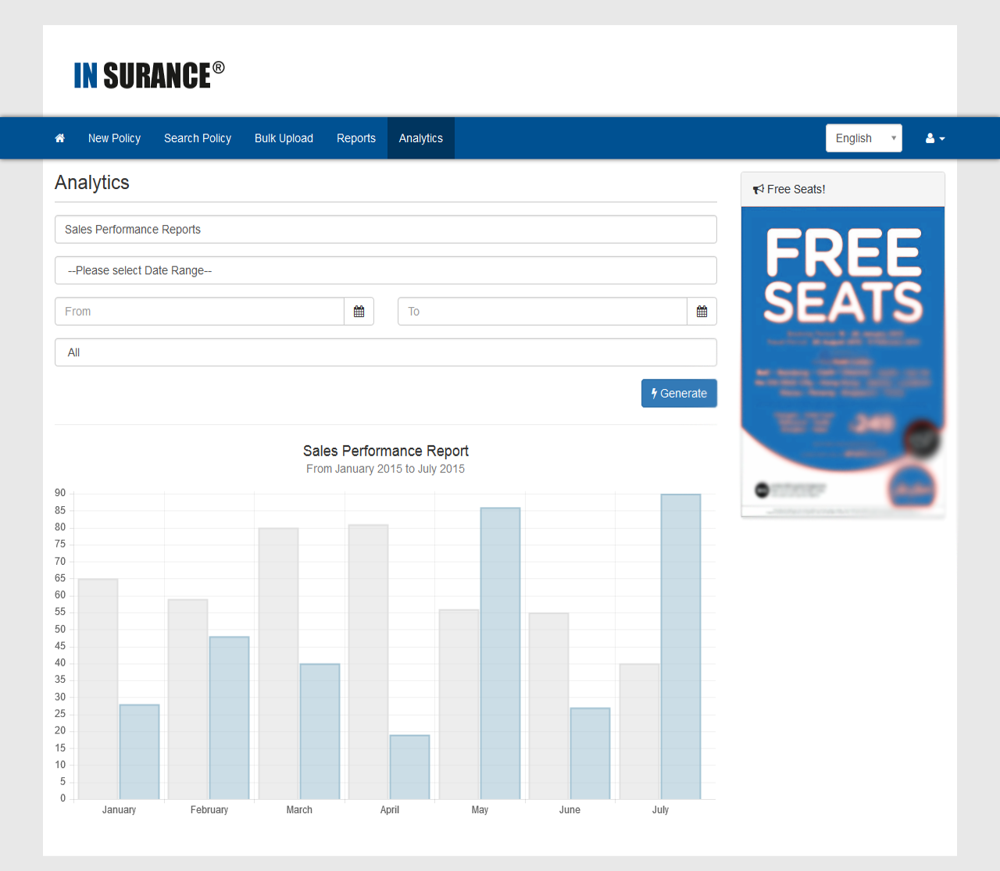 IN SURANCE®
New Policy Search Policy Bulk Upload Reports Analytics English
Analytics
Sales Performance Reports
--Please select Date Range--
From To
All
Generate
Sales Performance Report
From January 2015 to July 2015
90
85
80
75
70
65
60
55
50
45
40
35
30
25
20
15
10
5
0
January February March April May June July
Free Seats!
FREE
SEATS